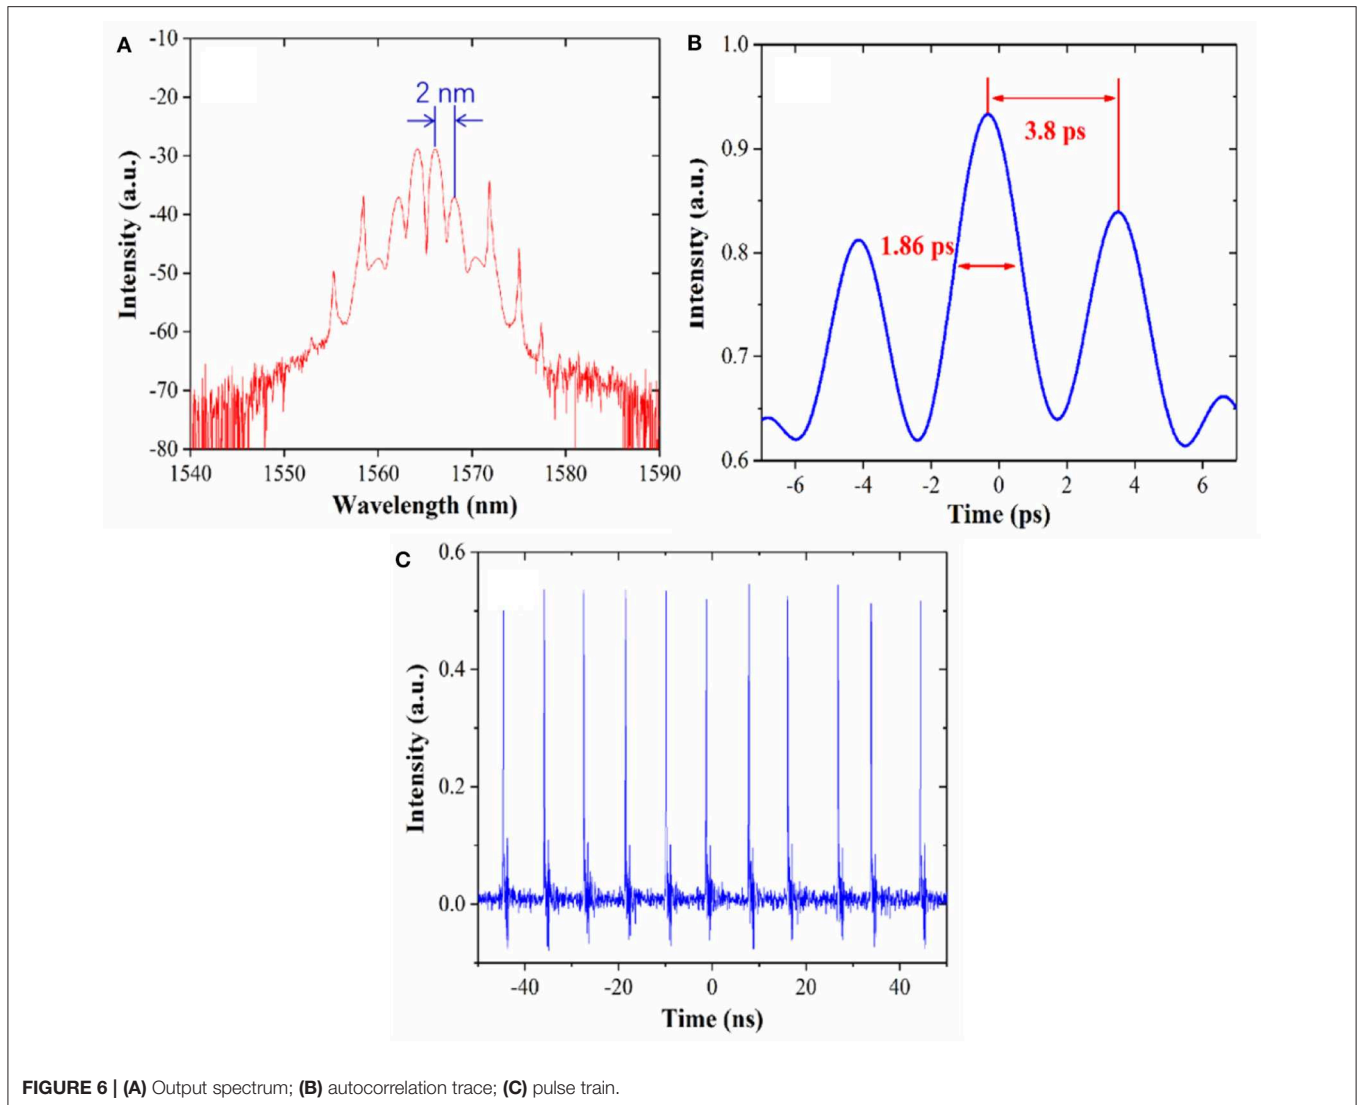 A
-10
-20
-30
-40
-50
-60
-70
-80
2 nm
Intensity (a.u.)
1540 1550 1560 1570 1580 1590
Wavelength (nm)
B
1.0
0.9
0.8
0.7
0.6
3.8 ps
1.86 ps
Intensity (a.u.)
-6 -4 -2 0 2 4 6
Time (ps)
C
0.6
0.4
0.2
0.0
Intensity (a.u.)
-40 -20 0 20 40
Time (ns)
FIGURE 6 | (A) Output spectrum; (B) autocorrelation trace; (C) pulse train.